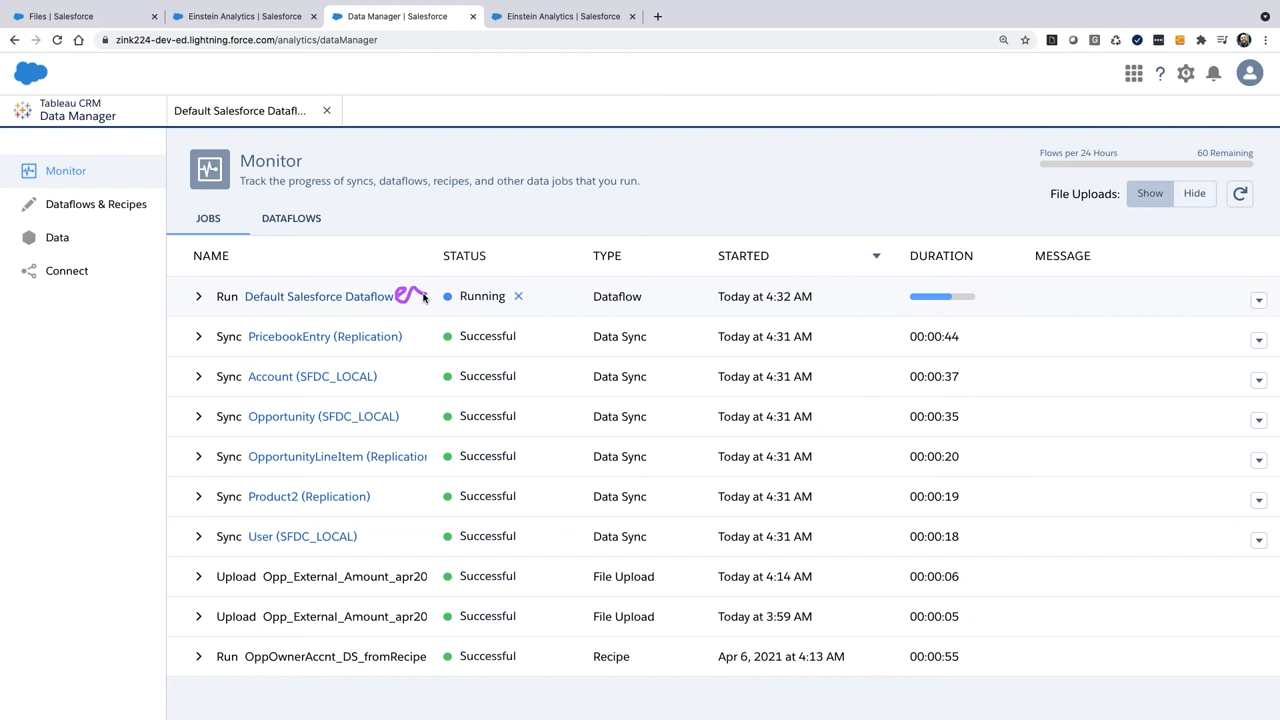 Files | Salesforce
Einstein Analytics | Salesforce
Data Manager | Salesforce
Einstein Analytics | Salesforce
zink224-dev-ed.lightning.force.com/analytics/dataManager
Tableau CRM
Data Manager
Default Salesforce Datafl...
Monitor
Dataflows & Recipes
Data
Connect
Monitor
Track the progress of syncs, dataflows, recipes, and other data jobs that you run.
Flows per 24 Hours 60 Remaining
File Uploads: Show Hide
JOBS DATAFLOWS
NAME STATUS TYPE STARTED DURATION MESSAGE
Run Default Salesforce Dataflow Running Dataflow Today at 4:32 AM
Sync PricebookEntry (Replication) Successful Data Sync Today at 4:31 AM 00:00:44
Sync Account (SFDC_LOCAL) Successful Data Sync Today at 4:31 AM 00:00:37
Sync Opportunity (SFDC_LOCAL) Successful Data Sync Today at 4:31 AM 00:00:35
Sync OpportunityLineItem (Replication Successful Data Sync Today at 4:31 AM 00:00:20
Sync Product2 (Replication) Successful Data Sync Today at 4:31 AM 00:00:19
Sync User (SFDC_LOCAL) Successful Data Sync Today at 4:31 AM 00:00:18
Upload Opp_External_Amount_apr20 Successful File Upload Today at 4:14 AM 00:00:06
Upload Opp_External_Amount_apr20 Successful File Upload Today at 3:59 AM 00:00:05
Run OppOwnerAccnt_DS_fromRecipe Successful Recipe Apr 6, 2021 at 4:13 AM 00:00:55